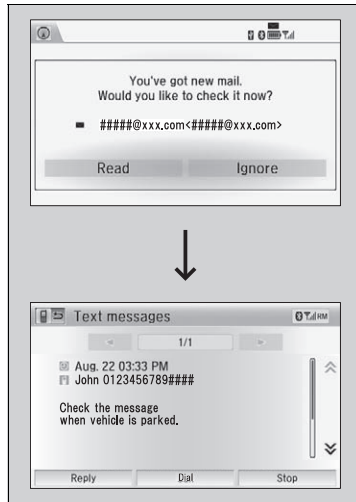 You've got new mail.
Would you like to check it now?
#####@xxx.com<#####@xxx.com>
Read Ignore
Text messages RM
1/1
Aug. 22 03:33 PM
John 0123456789####
Check the message
when vehicle is parked.
Reply Dial Stop